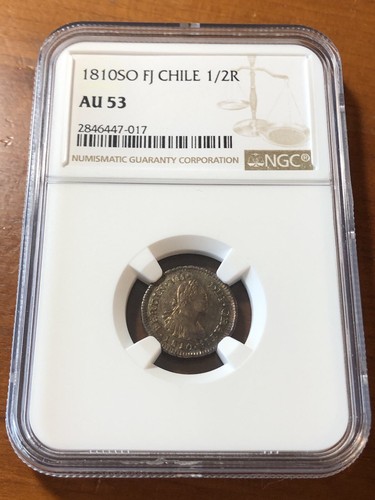 1810SO FJ CHILE 1/2R
AU 53
2846447-017
NUMISMATIC GUARANTY CORPORATION
NGC®